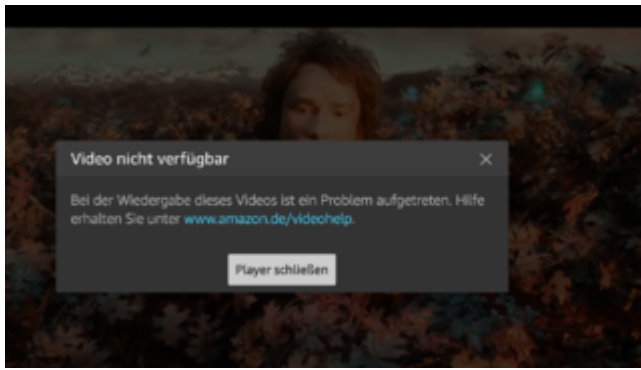 Video nicht verfügbar
Bei der Wiedergabe dieses Videos ist ein Problem aufgetreten. Hilfe
erhalten Sie unter www.amazon.de/videohelp.
Player schließen